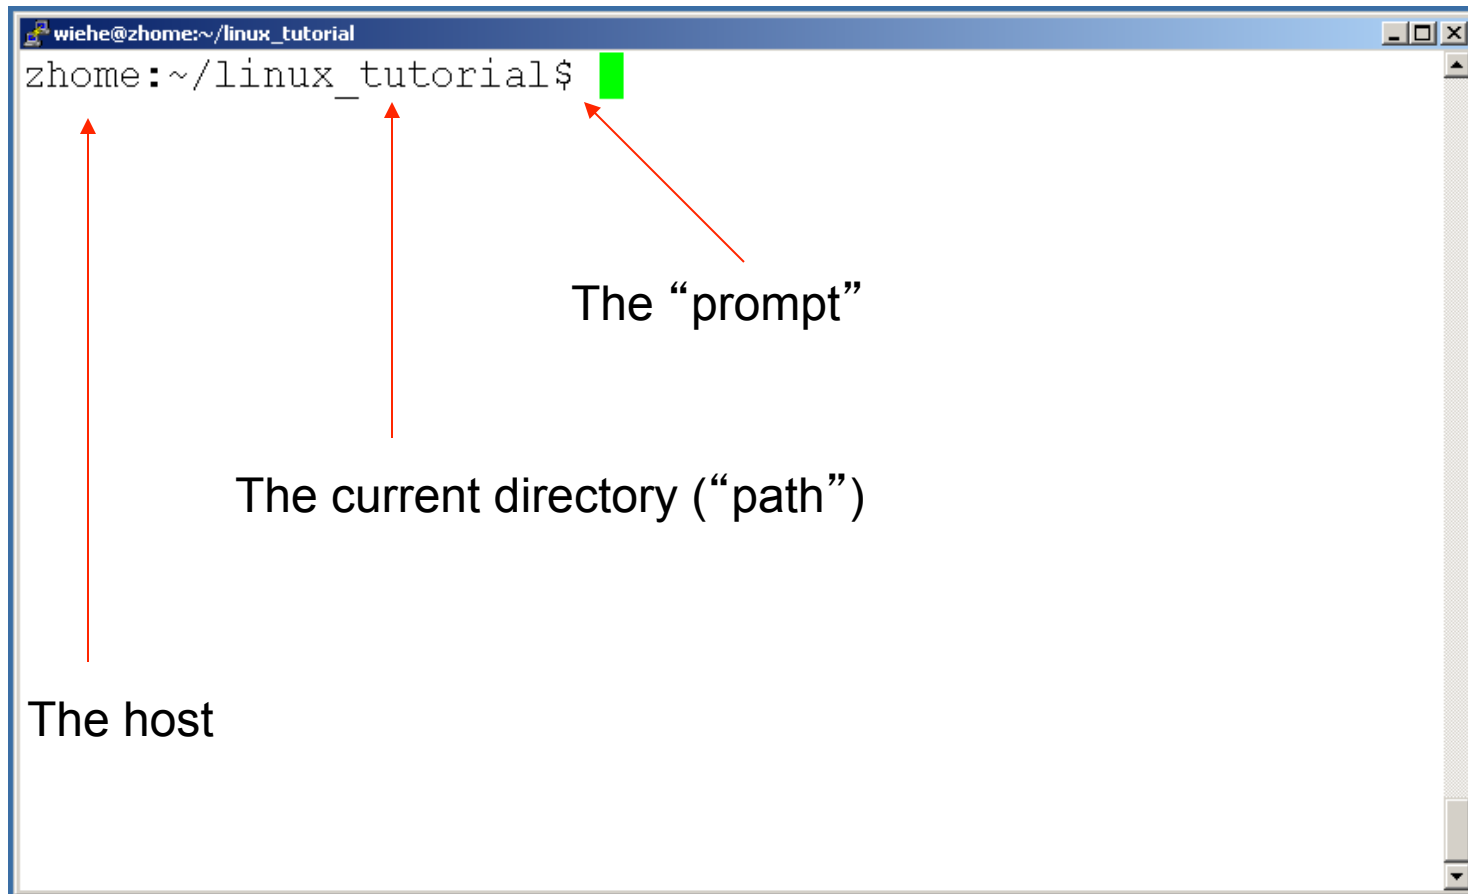 wiehe@zhome:~/linux_tutorial
zhome:~/linux_tutorial$
The “prompt”
The current directory (“path”)
The host